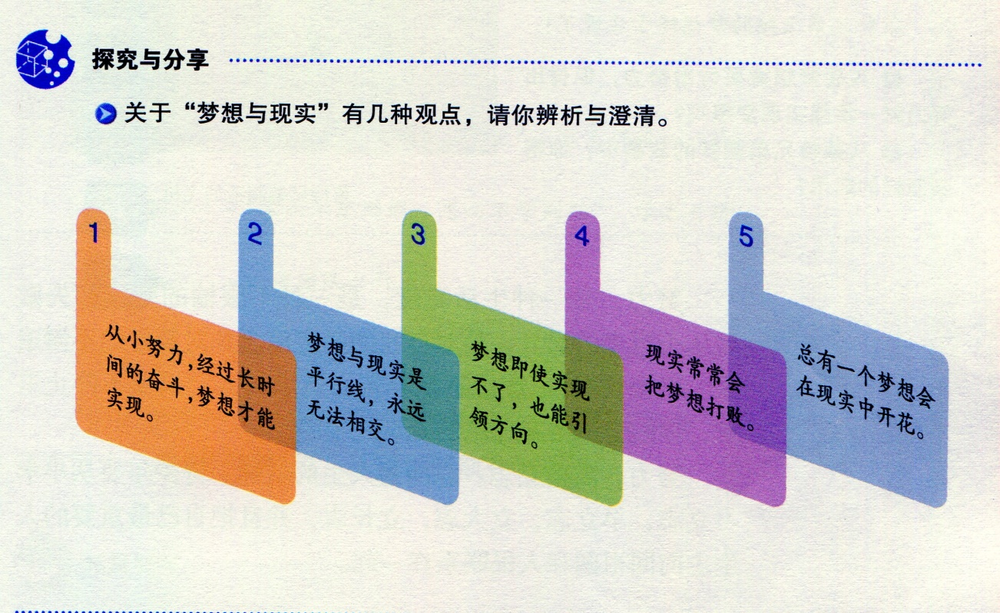 探究与分享
关于“梦想与现实”有几种观点，请你辨析与澄清。
1
从小努力，经过长时
间的奋斗，梦想才能
实现。
2
梦想与现实是
平行线，永远
无法相交。
3
梦想即使实现
不了，也能引
领方向。
4
现实常常会
把梦想打败。
5
总有一个梦想会
在现实中开花。